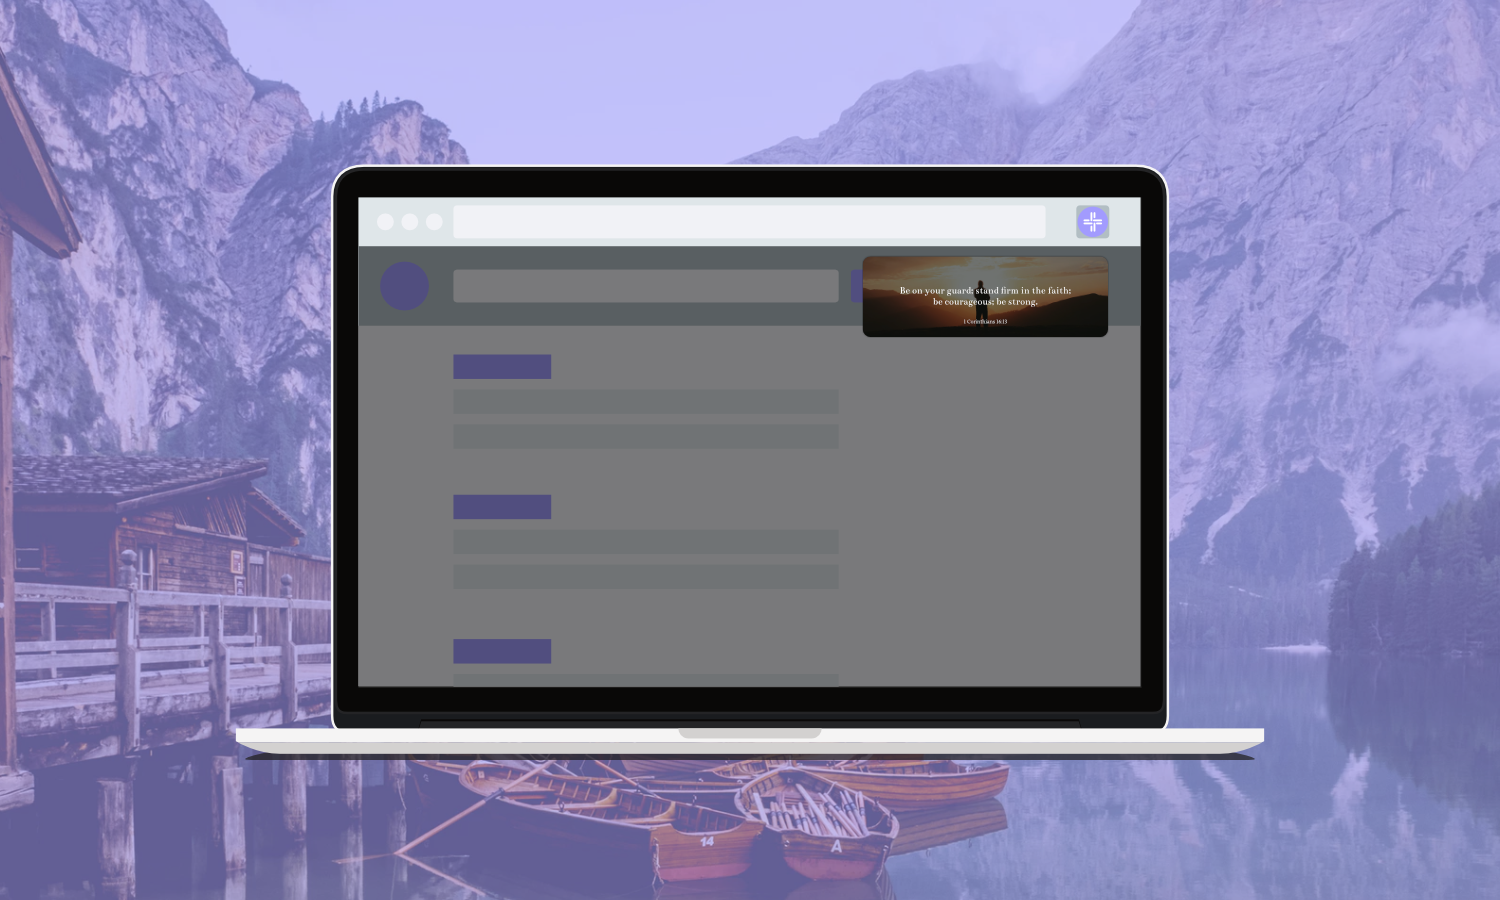 Be on your guard; stand firm in the faith;
be courageous; be strong.
1 Corinthians 16:13
14
A